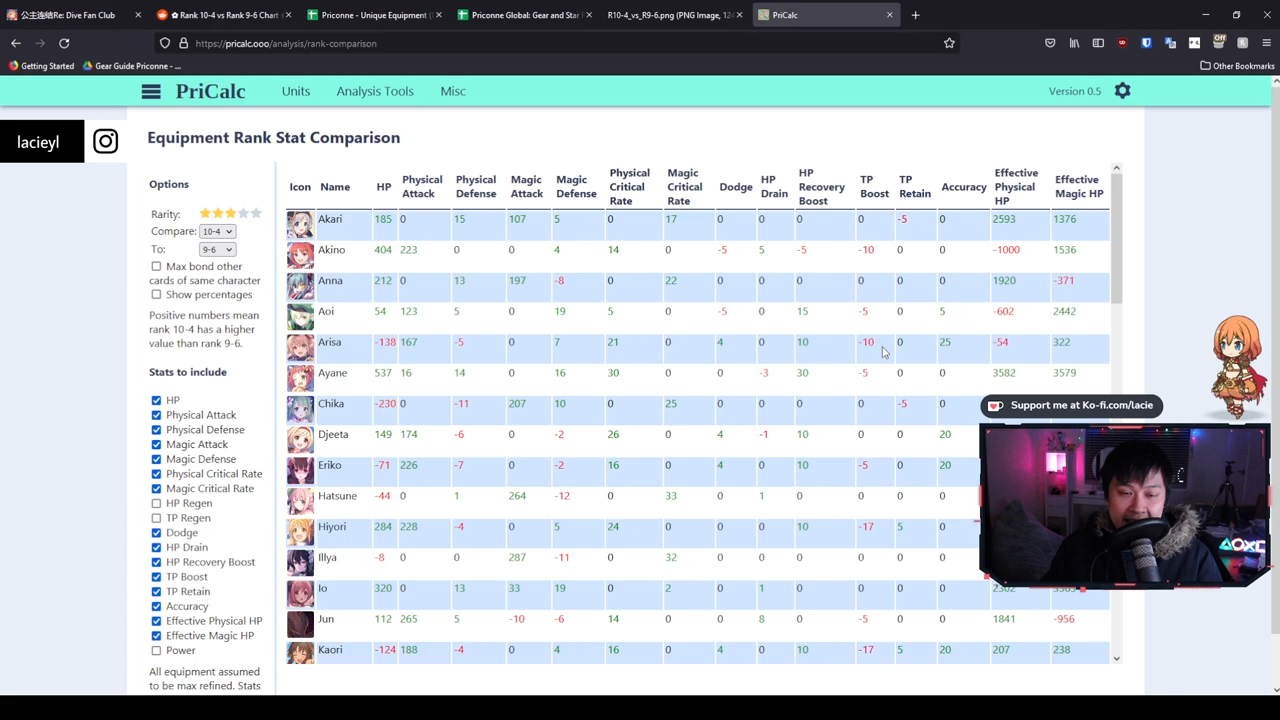 公主连结Re: Dive Fan Club
Rank 10-4 vs Rank 9-6 Chart
Priconne - Unique Equipment (
Priconne Global: Gear and Star
R10-4_vs_R9-6.png (PNG Image, 124
PriCalc
https://pricalc.ooo/analysis/rank-comparison
Off
Getting Started
Gear Guide Priconne - ...
Other Bookmarks
PriCalc
Units
Analysis Tools
Misc
Version 0.5
lacieyl
Equipment Rank Stat Comparison
Options
Rarity:
Compare: 10-4
To: 9-6
Max bond other
cards of same character
Show percentages
Positive numbers mean
rank 10-4 has a higher
value than rank 9-6.
Stats to include
HP
Physical Attack
Physical Defense
Magic Attack
Magic Defense
Physical Critical Rate
Magic Critical Rate
HP Regen
TP Regen
Dodge
HP Drain
HP Recovery Boost
TP Boost
TP Retain
Accuracy
Effective Physical HP
Effective Magic HP
Power
All equipment assumed
to be max refined. Stats
Icon Name HP Physical Attack Physical Defense Magic Attack Magic Defense Physical Critical Rate Magic Critical Rate Dodge HP Drain HP Recovery Boost TP Boost TP Retain Accuracy Effective Physical HP Effective Magic HP
Akari 185 0 15 107 5 0 17 0 0 0 0 -5 0 2593 1376
Akino 404 223 0 0 4 14 0 -5 5 -5 -10 0 0 -1000 1536
Anna 212 0 13 197 -8 0 22 0 0 0 0 0 0 1920 -371
Aoi 54 123 5 0 19 5 0 -5 0 15 -5 0 5 -602 2442
Arisa -138 167 -5 0 7 21 0 4 0 10 -10 0 25 -54 322
Ayane 537 16 14 0 16 30 0 0 -3 30 -5 0 0 3582 3579
Chika -230 0 -11 207 10 0 25 0 0 0 0 -5 0
Djeeta 149 174 -6 0 -2 26 0 4 -1 10 0 0 20
Eriko -71 226 -7 0 -2 16 0 4 0 10 -5 0 20
Hatsune -44 0 1 264 -12 0 33 0 1 0 0 0 0
Hiyori 284 228 -4 0 5 24 0 0 0 10 -17 5 0
Illya -8 0 0 287 -11 0 32 0 0 0 0 0 0
Io 320 0 13 33 19 0 2 0 1 0 0 0 0
Jun 112 265 5 -10 -6 14 0 0 8 0 -5 0 0 1841 -956
Kaori -124 188 -4 0 4 16 0 4 0 10 -17 5 20 207 238
Support me at Ko-fi.com/lacie